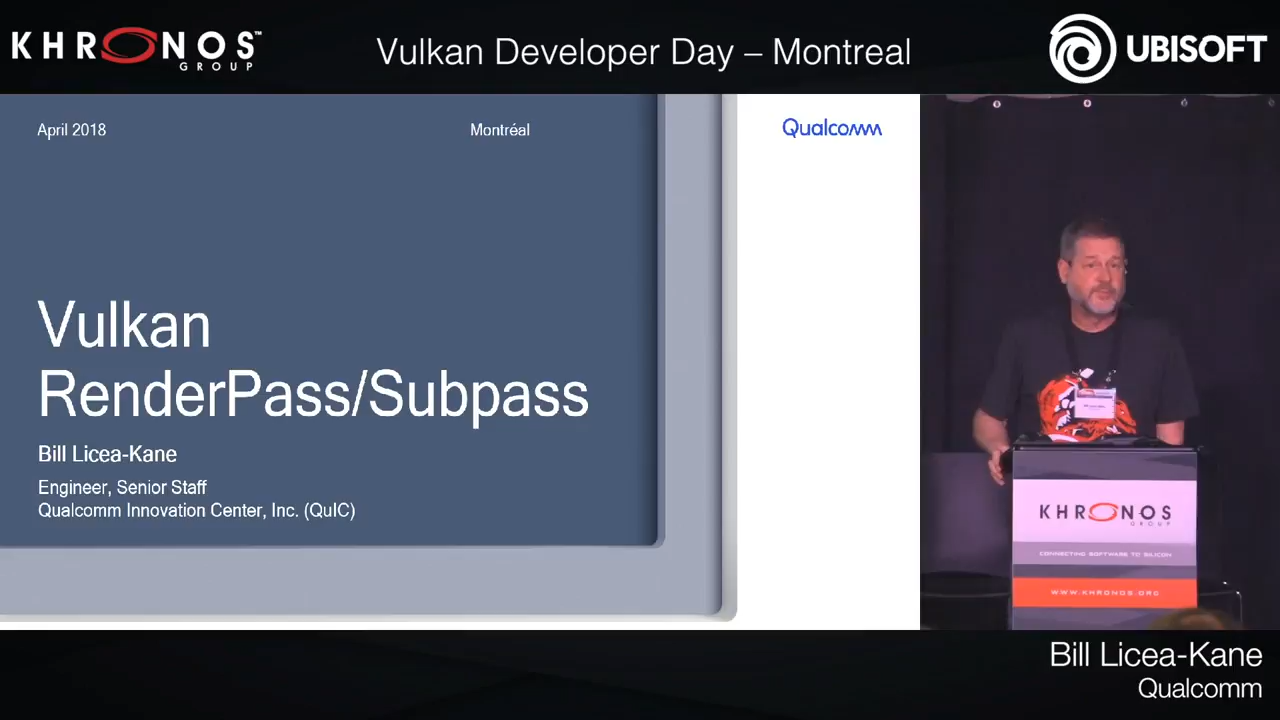 KHRONOS™
GROUP
Vulkan Developer Day – Montreal
UBISOFT
April 2018
Montréal
Qualcomm
Vulkan
RenderPass/Subpass
Bill Licea-Kane
Engineer, Senior Staff
Qualcomm Innovation Center, Inc. (QuIC)
KHRONOS
GROUP
CONNECTING SOFTWARE TO SILICON
WWW.KHRONOS.ORG
Bill Licea-Kane
Qualcomm